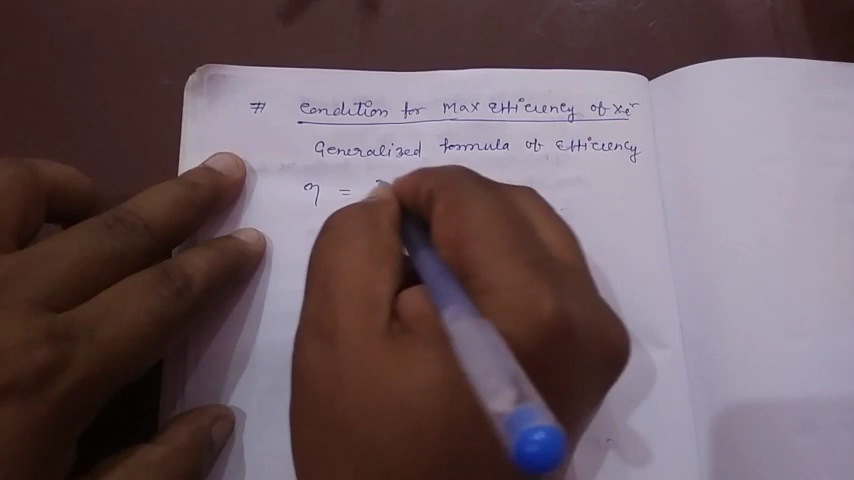 # Condition for Max Efficiency of Xer
Generalized formula of Efficiency
η =